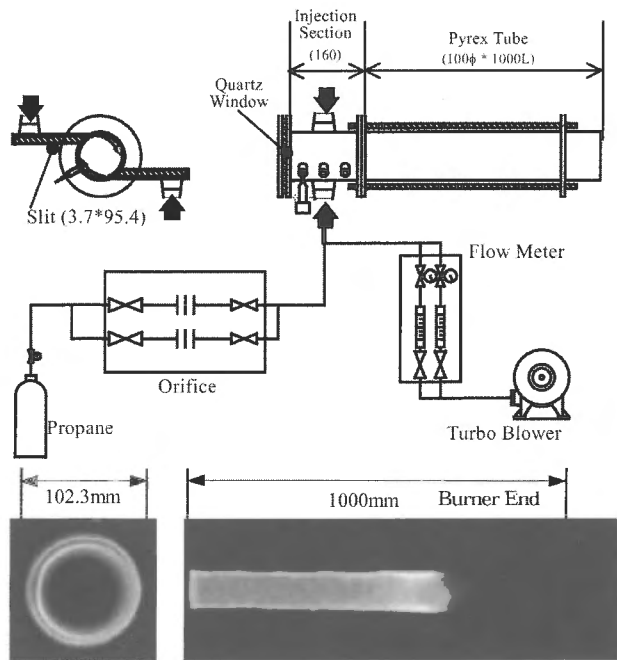 Injection
Section
(160)
Pyrex Tube
(100ϕ * 1000L)
Quartz
Window
Slit (3.7*95.4)
Flow Meter
Orifice
Propane
Turbo Blower
102.3mm
1000mm
Burner End